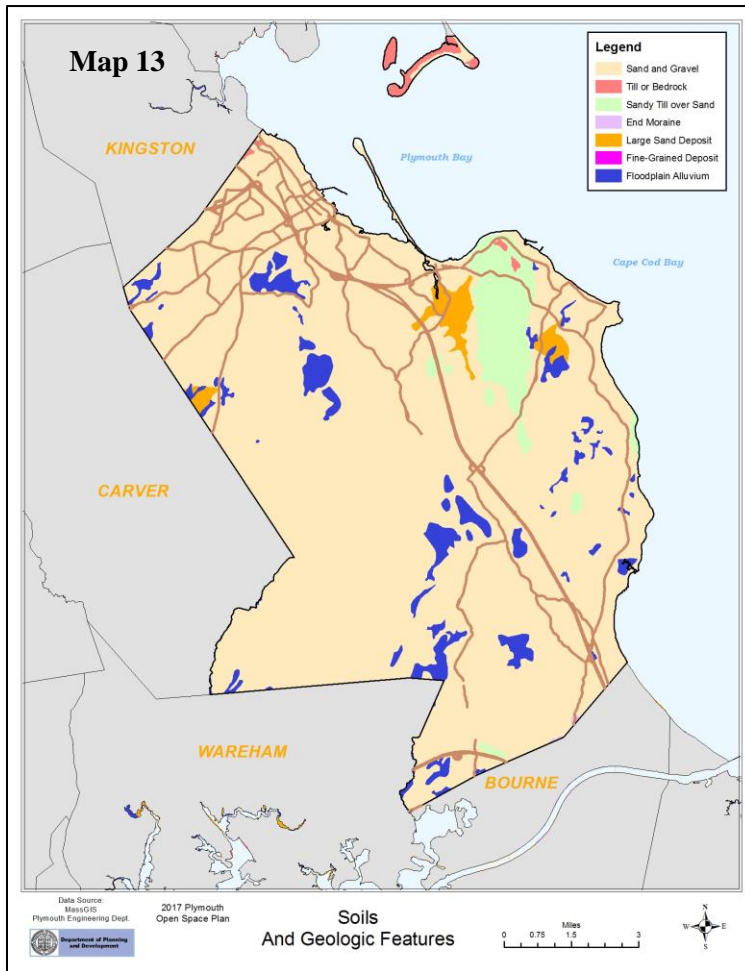 Map 13
Legend
Sand and Gravel
Till or Bedrock
Sandy Till over Sand
End Moraine
Large Sand Deposit
Fine-Grained Deposit
Floodplain Alluvium
KINGSTON
Plymouth Bay
Cape Cod Bay
CARVER
WAREHAM
BOURNE
Data Source:
MassGIS
Plymouth Engineering Dept.
Department of Planning
and Development
2017 Plymouth
Open Space Plan
Soils
And Geologic Features
Miles
0 0.75 1.5 3
N
W E
S